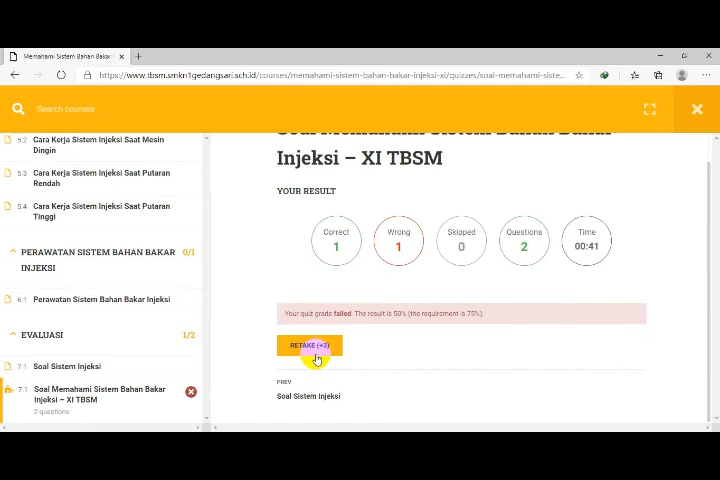 Memahami Sistem Bahan Bakar
https://www.tbsm.smkn1gedangsari.sch.id/courses/memahami-sistem-bahan-bakar-injeksi-xi/quizzes/soal-memahami-siste...
Search courses
5.2 Cara Kerja Sistem Injeksi Saat Mesin
Dingin
5.3 Cara Kerja Sistem Injeksi Saat Putaran
Rendah
5.4 Cara Kerja Sistem Injeksi Saat Putaran
Tinggi
PERAWATAN SISTEM BAHAN BAKAR 0/1
INJEKSI
6.1 Perawatan Sistem Bahan Bakar Injeksi
EVALUASI 1/2
7.1 Soal Sistem Injeksi
7.1 Soal Memahami Sistem Bahan Bakar
Injeksi – XI TBSM
2 questions
Soal Memahami Sistem Bahan Bakar
Injeksi – XI TBSM
YOUR RESULT
Correct Wrong Skipped Questions Time
1 1 0 2 00:41
Your quiz grade failed. The result is 50% (the requirement is 75%).
RETAKE (+3)
PREV
Soal Sistem Injeksi